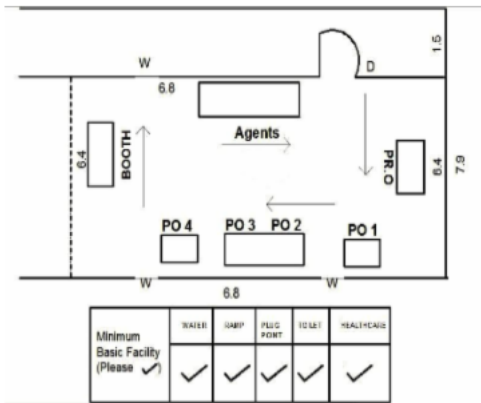 1.5
W
D
6.8
Agents
6.4
BOOTH
PR.O
6.4
7.9
PO 4
PO 3
PO 2
PO 1
W
W
6.8
Minimum
Basic Facility
(Please ✓)
WATER
RAMP
PLUG
POINT
TOILET
HEALTHCARE
✓ ✓ ✓ ✓ ✓